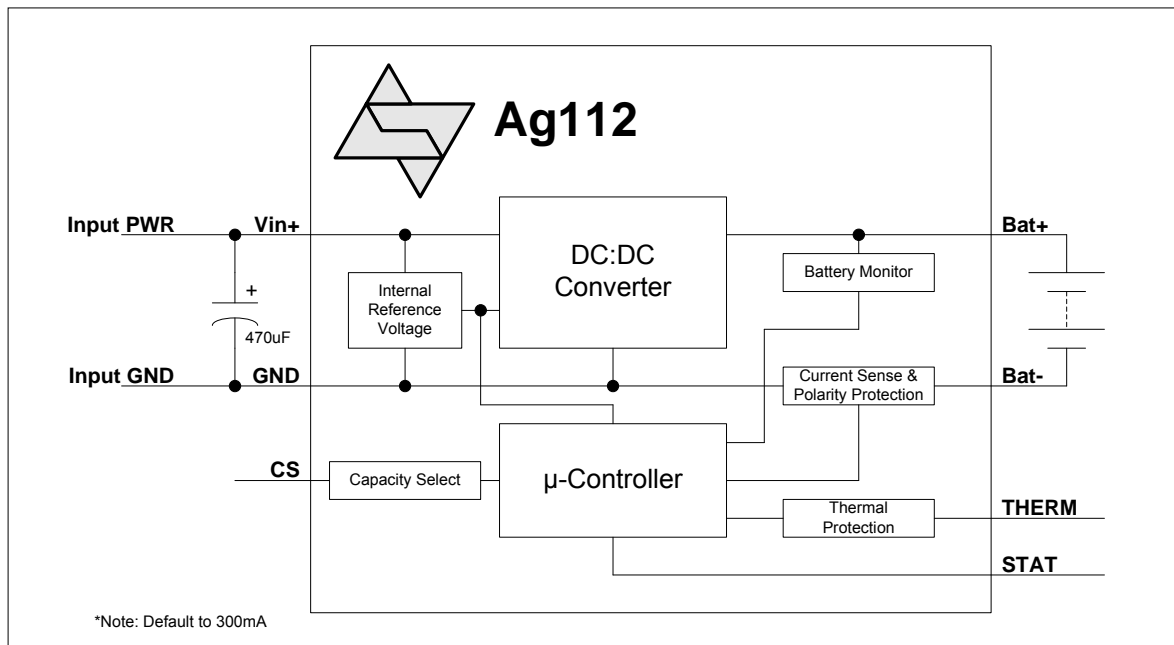 Ag112
Input PWR
Vin+
DC:DC
Converter
Bat+
Battery Monitor
Internal
Reference
Voltage
+
470uF
Input GND
GND
Current Sense &
Polarity Protection
Bat-
CS
Capacity Select
µ-Controller
Thermal
Protection
THERM
STAT
*Note: Default to 300mA